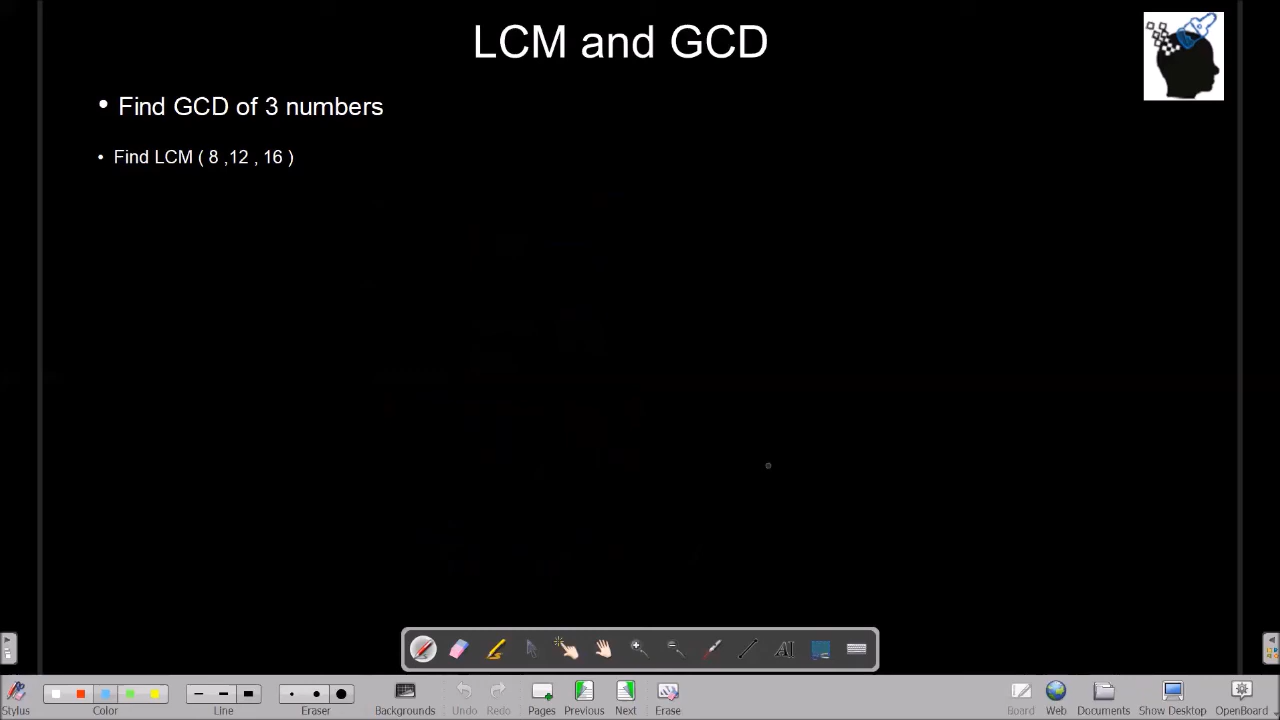 LCM and GCD
• Find GCD of 3 numbers
• Find LCM ( 8 ,12 , 16 )
Stylus
Color
Line
Eraser
Backgrounds
Undo
Redo
Pages
Previous
Next
Erase
Board
Web
Documents
Show Desktop
OpenBoard